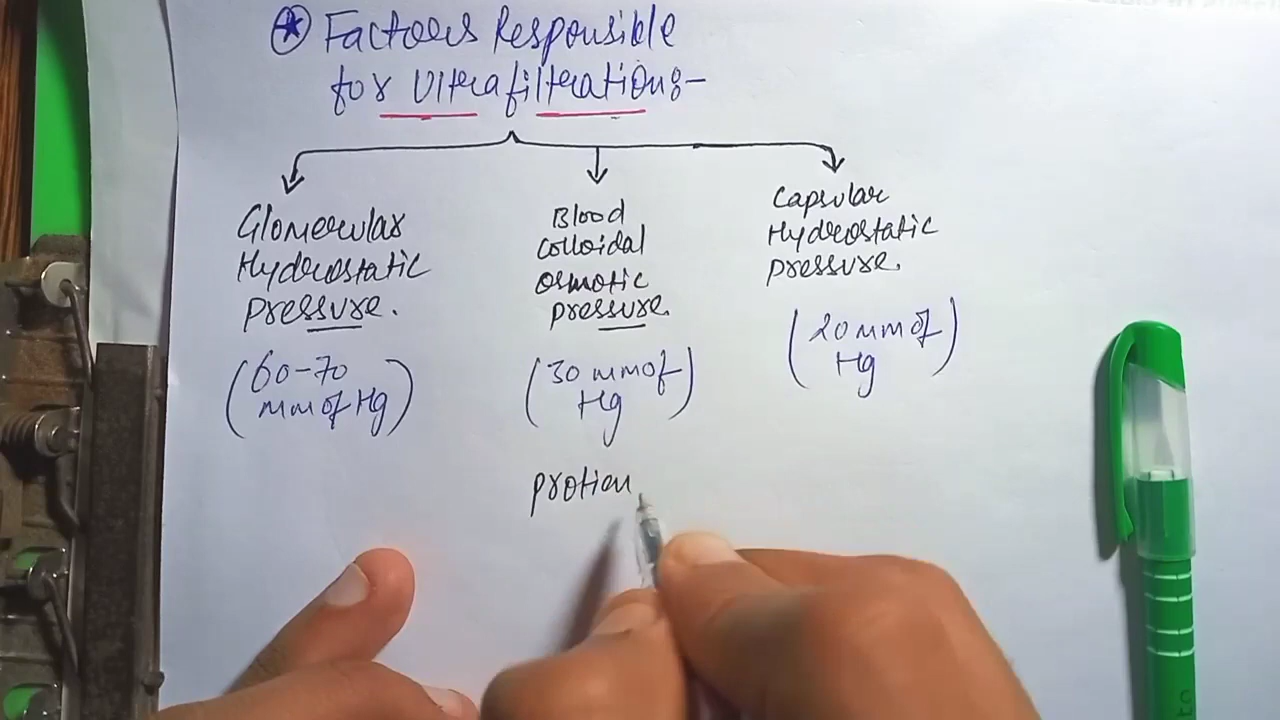 Factors Responsible
for Ultrafiltrations-
Glomerular
Hydrostatic
pressure.
(60-70
mm of Hg)
Blood
colloidal
osmotic
pressure.
(30 mm of
Hg)
protien
Capsular
Hydrostatic
pressure.
(20 mm of
Hg)